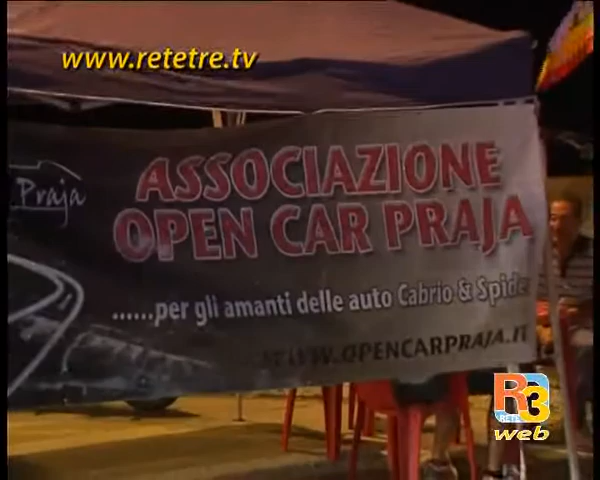 www.retetre.tv
Praja
ASSOCIAZIONE
OPEN CAR PRAJA
......per gli amanti delle auto Cabrio & Spider
WWW.OPENCARPRAJA.IT
R3
RETE
web